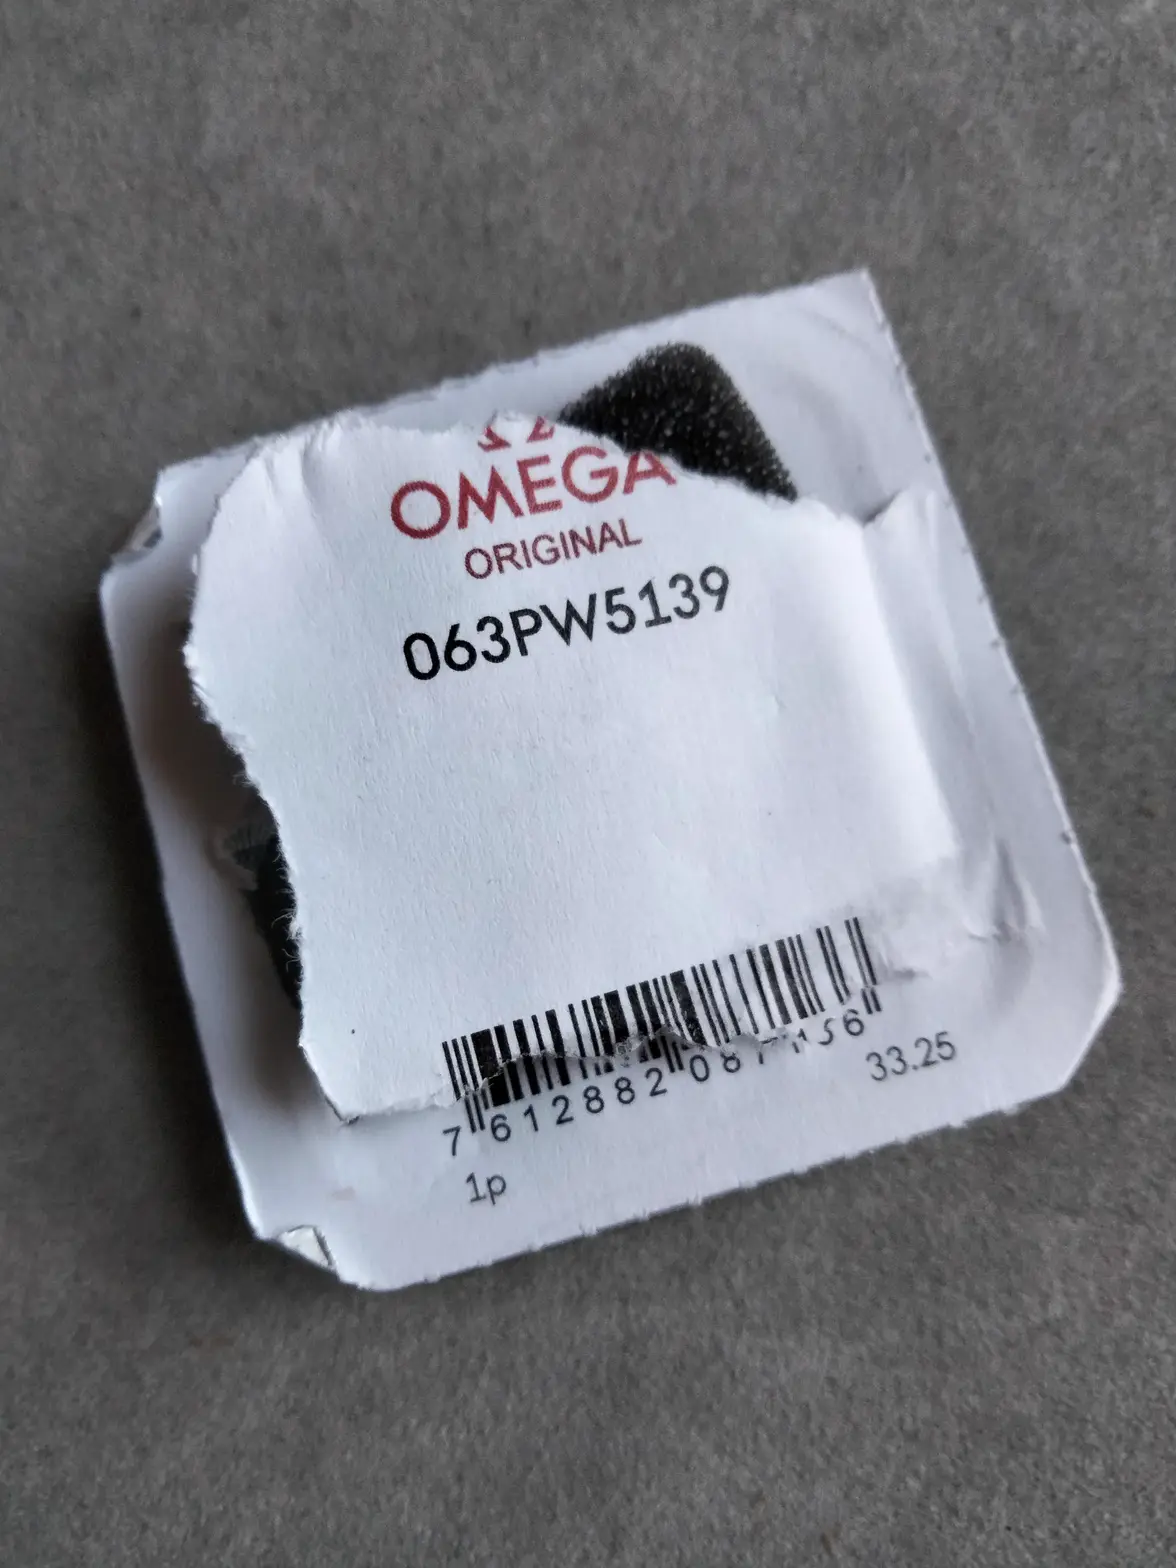 OMEGA
ORIGINAL
063PW5139
33.25
1p